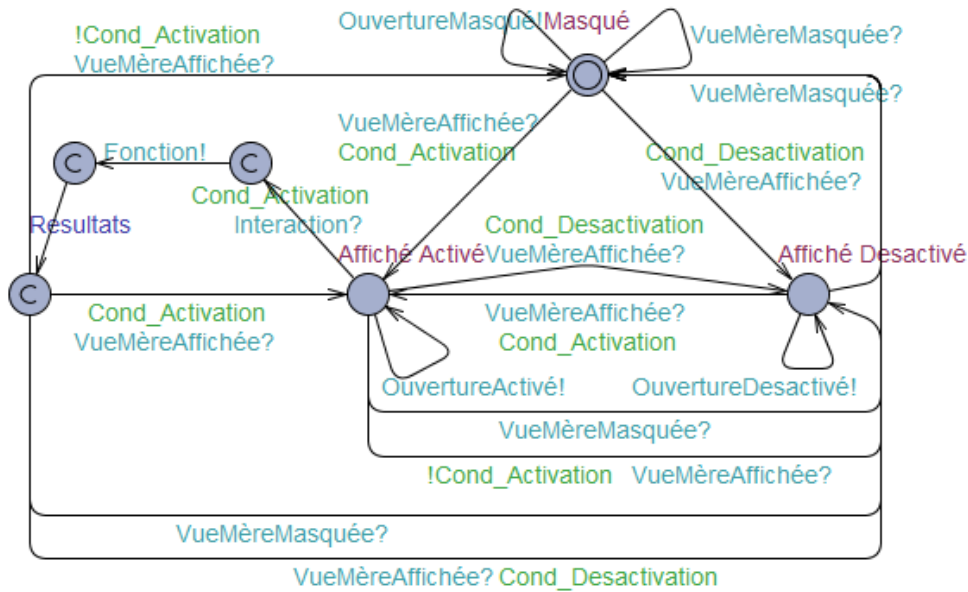 OuvertureMasqué!Masqué
!Cond_Activation
VueMèreAffichée?
VueMèreMasquée?
VueMèreMasquée?
VueMèreAffichée?
Cond_Activation
Cond_Desactivation
VueMèreAffichée?
C
Fonction!
C
Cond_Activation
Interaction?
Resultats
Cond_Desactivation
Affiché Activé
VueMèreAffichée?
Affiché Desactivé
C
Cond_Activation
VueMèreAffichée?
VueMèreAffichée?
Cond_Activation
OuvertureActivé!
OuvertureDesactivé!
VueMèreMasquée?
!Cond_Activation VueMèreAffichée?
VueMèreMasquée?
VueMèreAffichée? Cond_Desactivation